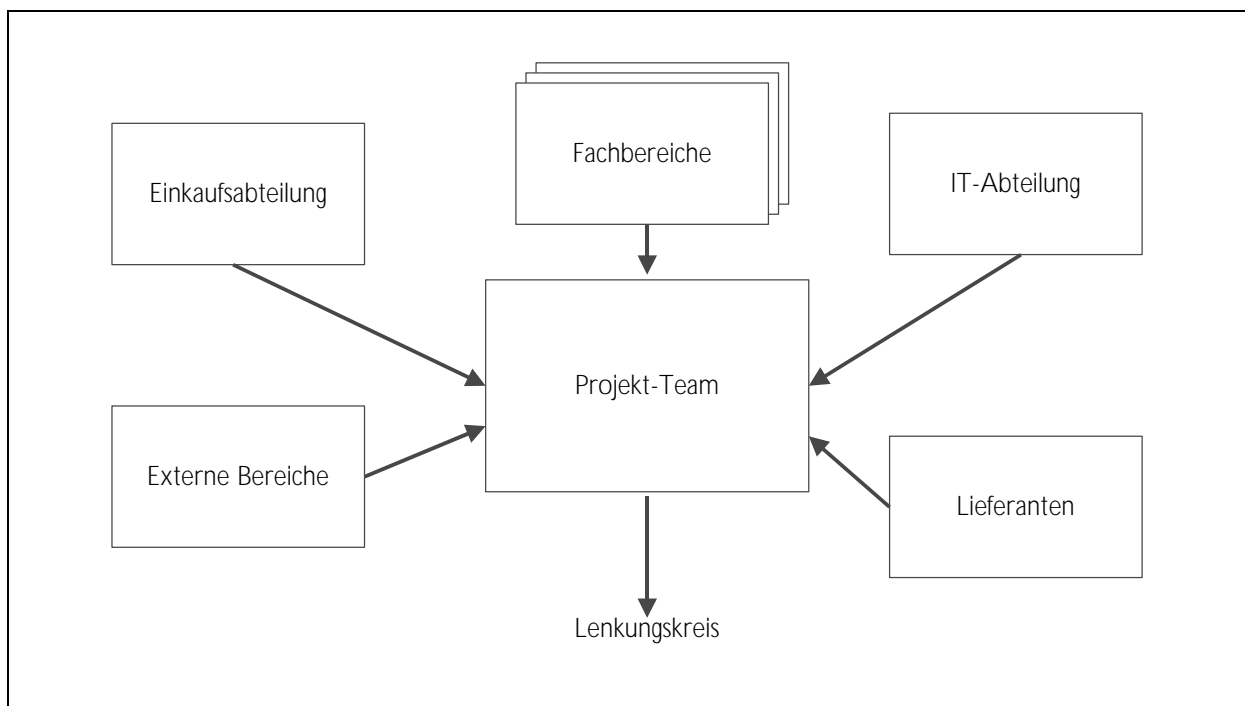 Fachbereiche
Einkaufsabteilung
IT-Abteilung
Projekt-Team
Externe Bereiche
Lieferanten
Lenkungskreis